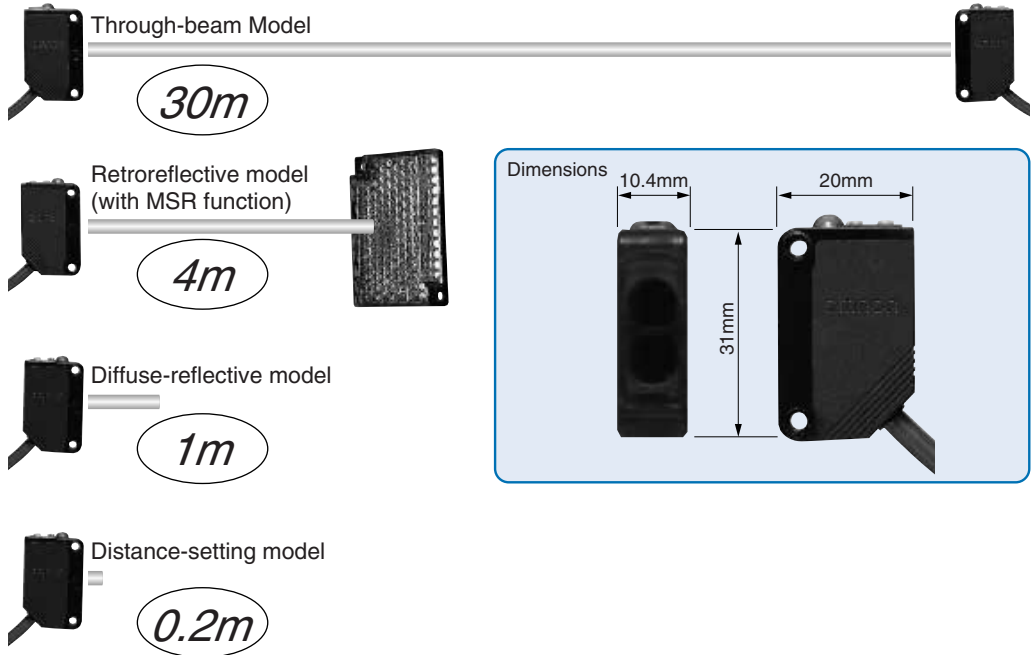 Through-beam Model
30m
Retroreflective model
(with MSR function)
4m
Diffuse-reflective model
1m
Distance-setting model
0.2m
Dimensions
10.4mm
20mm
31mm
omron